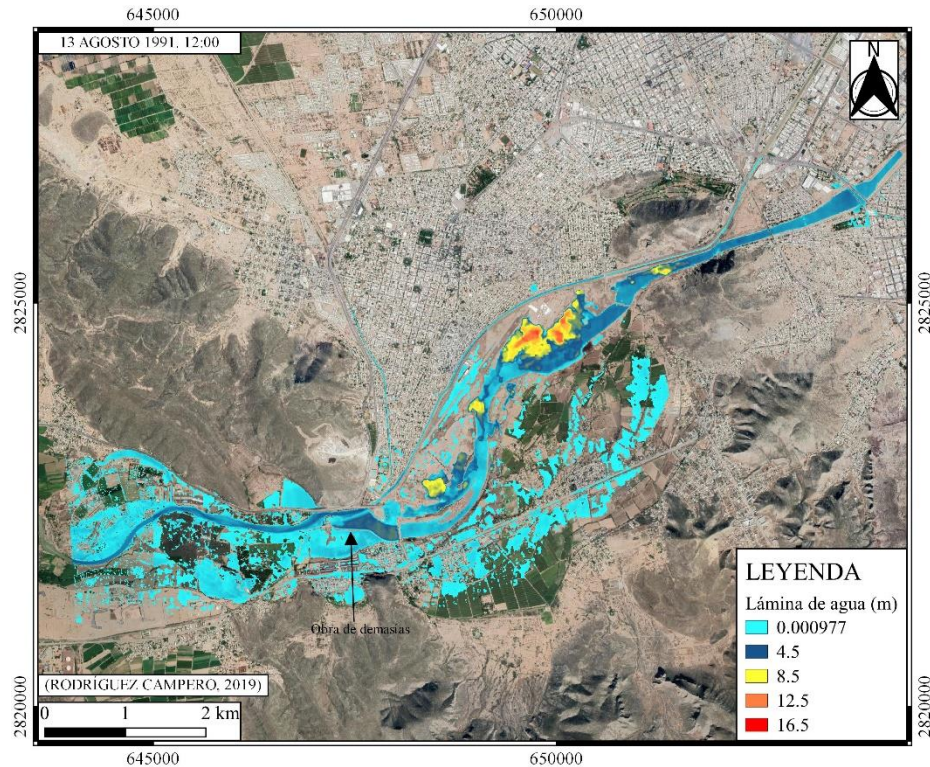 645000 650000
13 AGOSTO 1991, 12:00
N
2825000 2825000
Obra de demasías
LEYENDA
Lámina de agua (m)
0.000977
4.5
8.5
12.5
16.5
(RODRÍGUEZ CAMPERO, 2019)
0 1 2 km
2820000 2820000
645000 650000